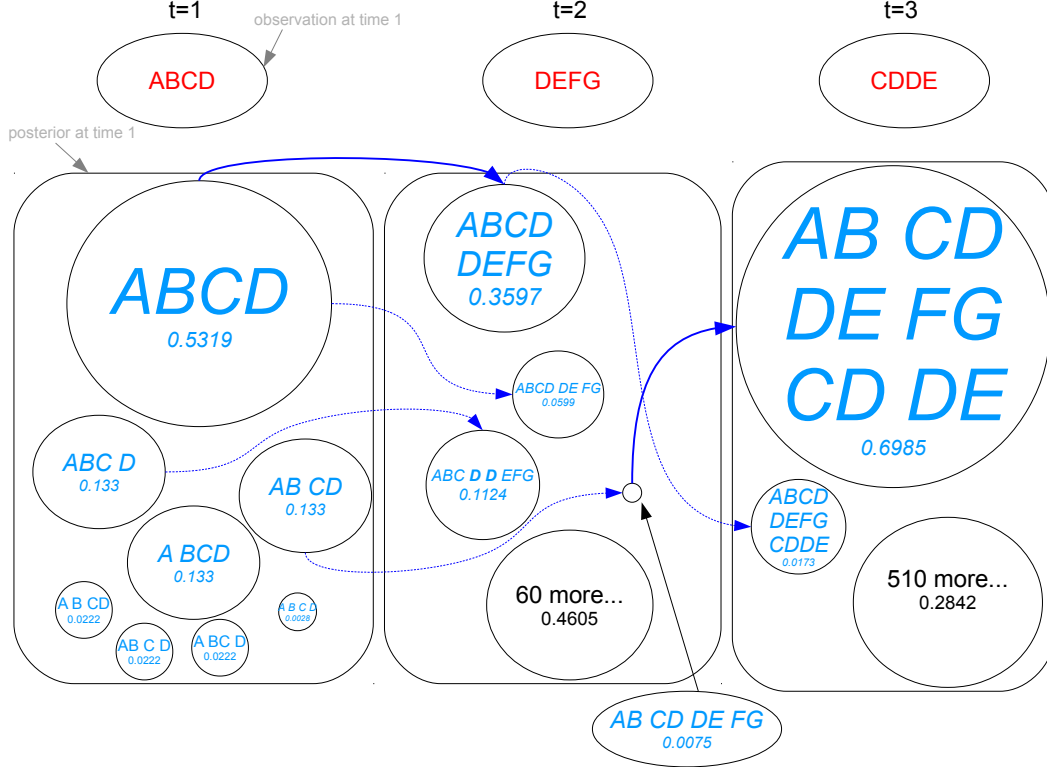 t=1
t=2
t=3
observation at time 1
ABCD
DEFG
CDDE
posterior at time 1
ABCD
0.5319
ABC D
0.133
AB CD
0.133
A BCD
0.133
A B CD
0.0222
AB C D
0.0222
A BC D
0.0222
A B C D
0.0028
ABCD
DEFG
0.3597
ABCD DE FG
0.0599
ABC D D EFG
0.1124
60 more...
0.4605
AB CD DE FG
0.0075
AB CD
DE FG
CD DE
0.6985
ABCD
DEFG
CDDE
0.0173
510 more...
0.2842